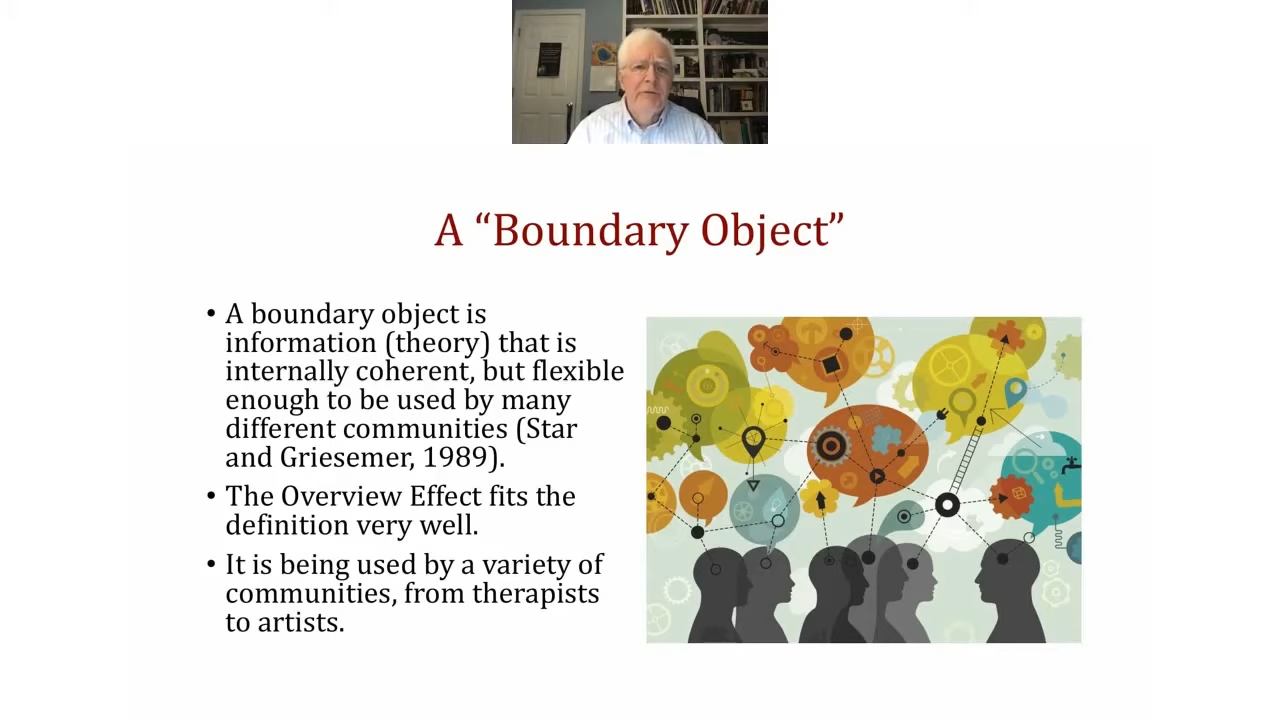 A “Boundary Object”
• A boundary object is
information (theory) that is
internally coherent, but flexible
enough to be used by many
different communities (Star
and Griesemer, 1989).
• The Overview Effect fits the
definition very well.
• It is being used by a variety of
communities, from therapists
to artists.